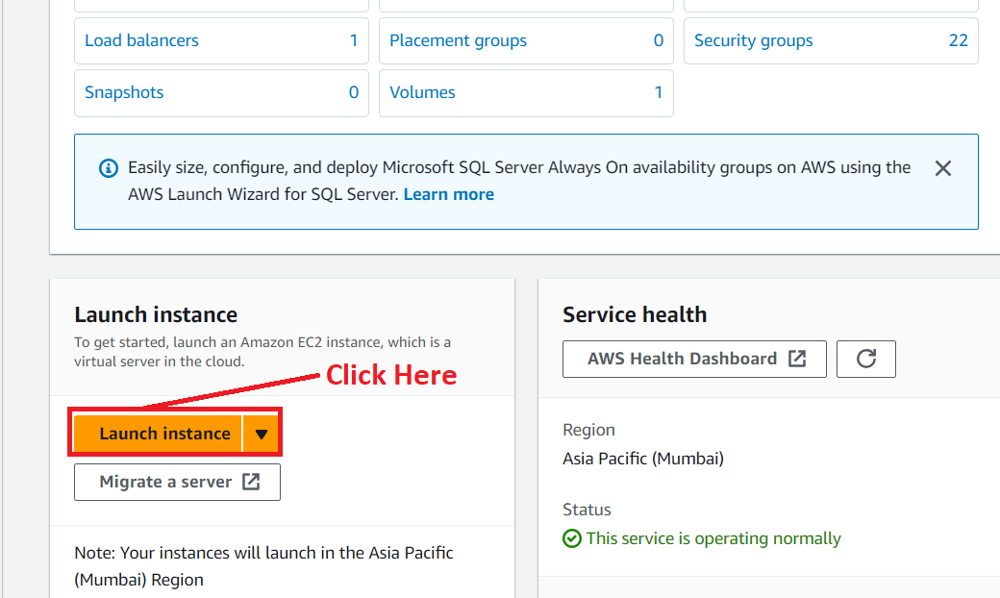 Load balancers 1
Placement groups 0
Security groups 22
Snapshots 0
Volumes 1
Easily size, configure, and deploy Microsoft SQL Server Always On availability groups on AWS using the
AWS Launch Wizard for SQL Server. Learn more
Launch instance
To get started, launch an Amazon EC2 instance, which is a
virtual server in the cloud.
Click Here
Launch instance
Migrate a server
Note: Your instances will launch in the Asia Pacific
(Mumbai) Region
Service health
AWS Health Dashboard
Region
Asia Pacific (Mumbai)
Status
This service is operating normally